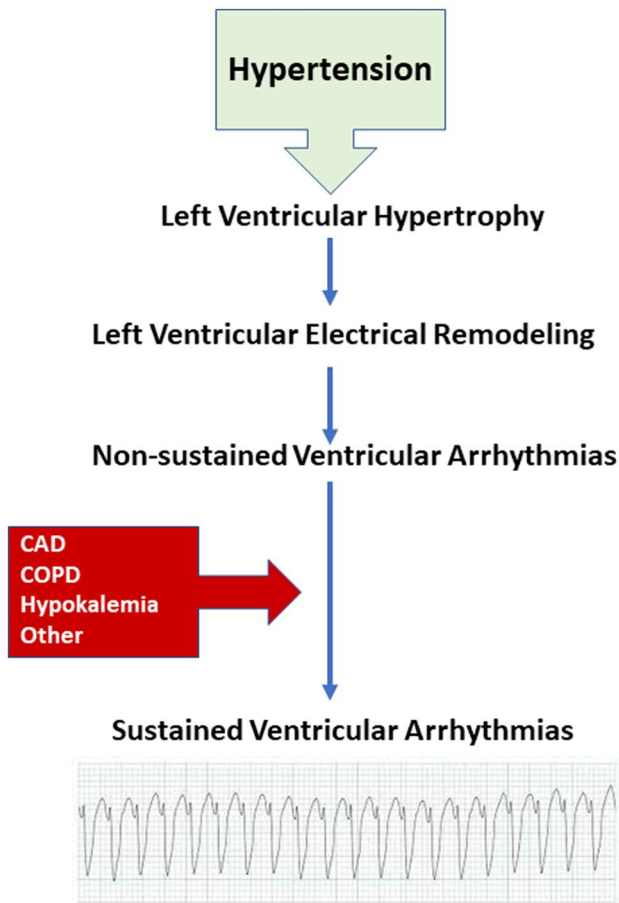 Hypertension
Left Ventricular Hypertrophy
Left Ventricular Electrical Remodeling
Non-sustained Ventricular Arrhythmias
CAD
COPD
Hypokalemia
Other
Sustained Ventricular Arrhythmias